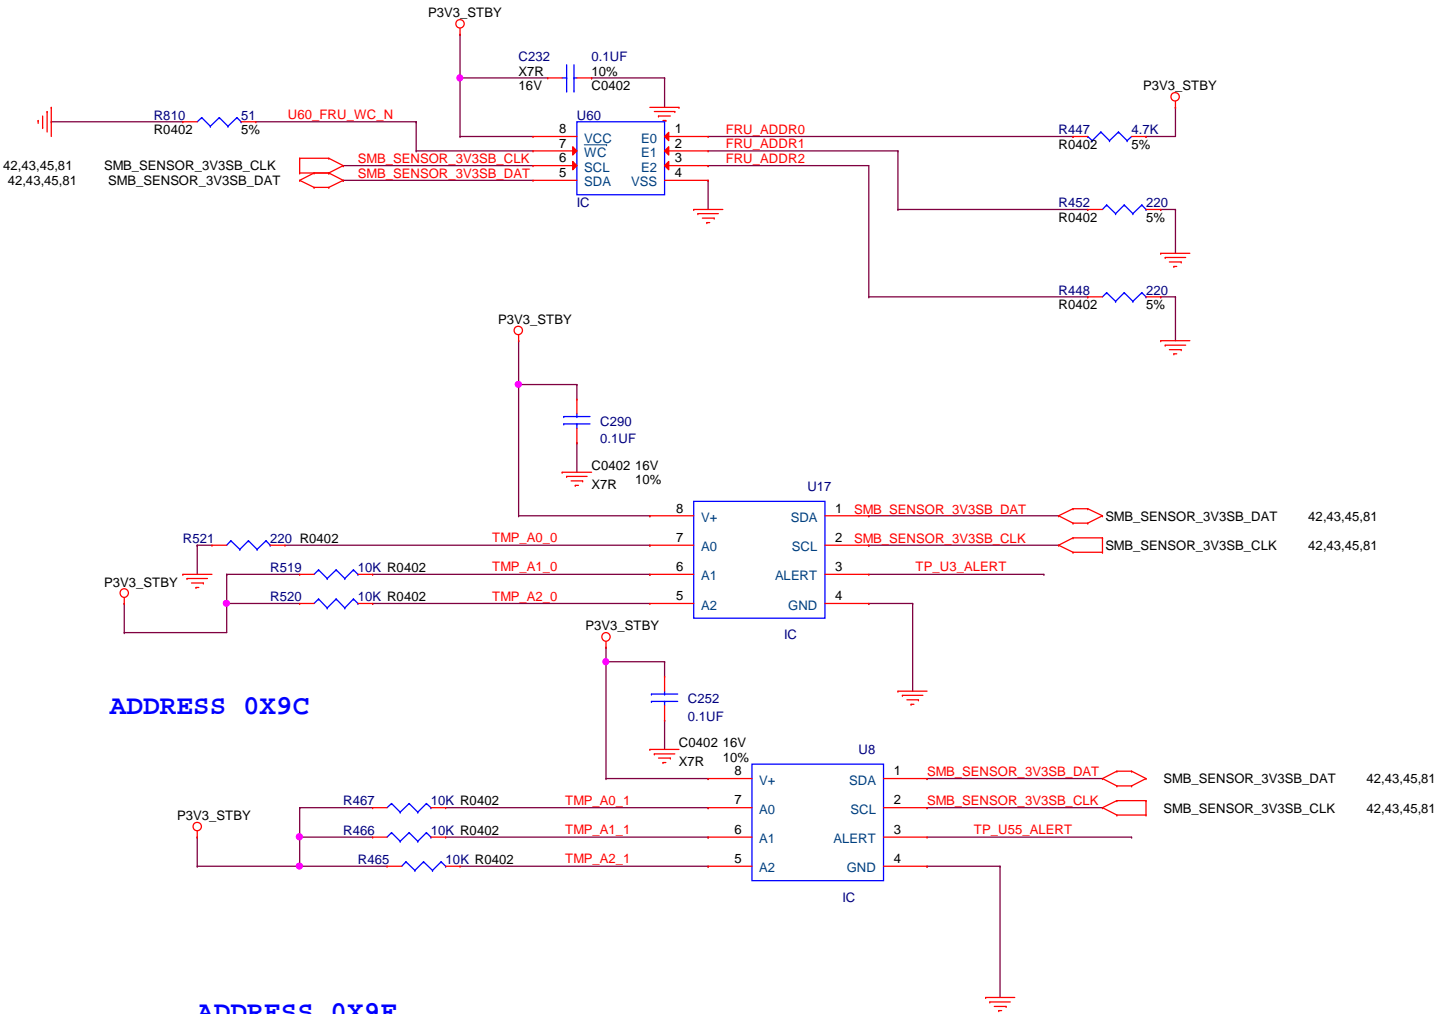 P3V3_STBY
C232 0.1UF
X7R 10%
16V C0402
P3V3_STBY
R810 51 U60_FRU_WC_N
R0402 5%
U60
8 VCC E0 1 FRU_ADDR0
7 WC E1 2 FRU_ADDR1
42,43,45,81 SMB_SENSOR_3V3SB_CLK SMB_SENSOR_3V3SB_CLK 6 SCL E2 3 FRU_ADDR2
42,43,45,81 SMB_SENSOR_3V3SB_DAT SMB_SENSOR_3V3SB_DAT 5 SDA VSS 4
IC
R447 4.7K
R0402 5%
R452 220
R0402 5%
R448 220
R0402 5%
P3V3_STBY
C290
0.1UF
C0402 16V
X7R 10%
U17
8 V+ SDA 1 SMB_SENSOR_3V3SB_DAT SMB_SENSOR_3V3SB_DAT 42,43,45,81
R521 220 R0402 TMP_A0_0 7 A0 SCL 2 SMB_SENSOR_3V3SB_CLK SMB_SENSOR_3V3SB_CLK 42,43,45,81
R519 10K R0402 TMP_A1_0 6 A1 ALERT 3 TP_U3_ALERT
P3V3_STBY
R520 10K R0402 TMP_A2_0 5 A2 GND 4
IC
P3V3_STBY
ADDRESS 0X9C
C252
0.1UF
C0402 16V
X7R 10%
U8
8 V+ SDA 1 SMB_SENSOR_3V3SB_DAT SMB_SENSOR_3V3SB_DAT 42,43,45,81
R467 10K R0402 TMP_A0_1 7 A0 SCL 2 SMB_SENSOR_3V3SB_CLK SMB_SENSOR_3V3SB_CLK 42,43,45,81
P3V3_STBY
R466 10K R0402 TMP_A1_1 6 A1 ALERT 3 TP_U55_ALERT
R465 10K R0402 TMP_A2_1 5 A2 GND 4
IC
ADDRESS